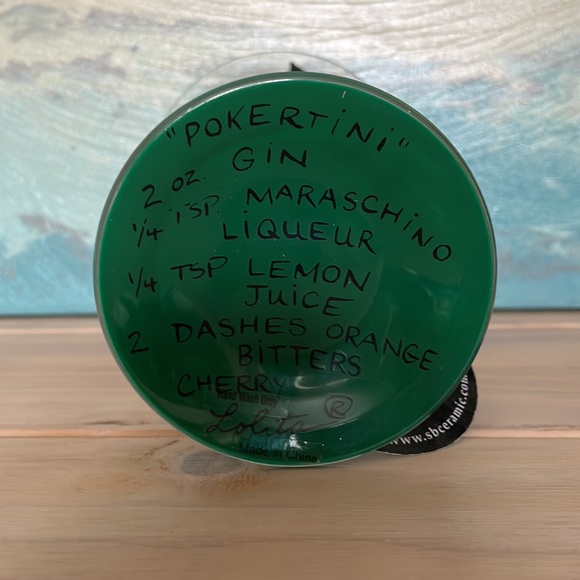 "POKERTiNi"
2 OZ. GiN
1/4 TSP. MARASCHINO
LiQUEUR
1/4 TSP LEMON
JUiCE
2 DASHES ORANGE
BiTTERS
CHERRY
Hand Wash Only
Lolita ®
Made in China
www.sbceramic.com